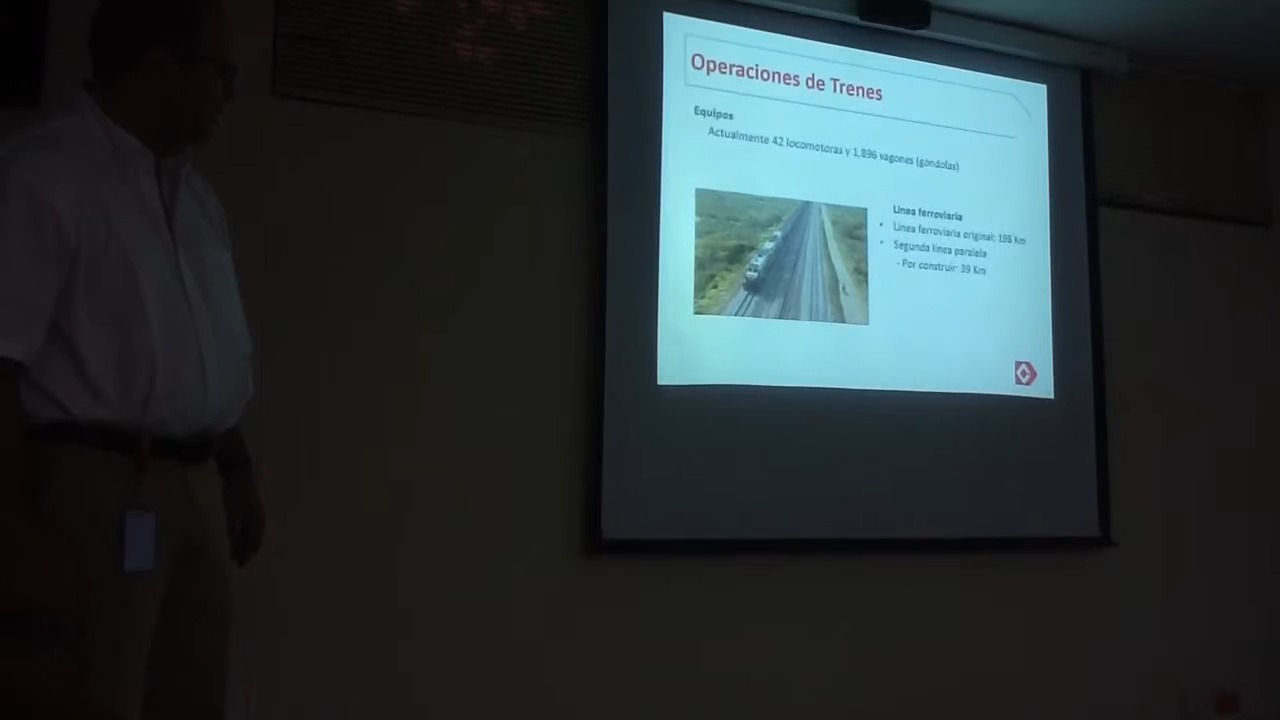 Operaciones de Trenes
Equipos
Actualmente 42 locomotoras y 1,896 vagones (góndolas)
Línea ferroviaria
• Línea ferroviaria original: 198 Km
• Segunda línea paralela
- Por construir: 39 Km